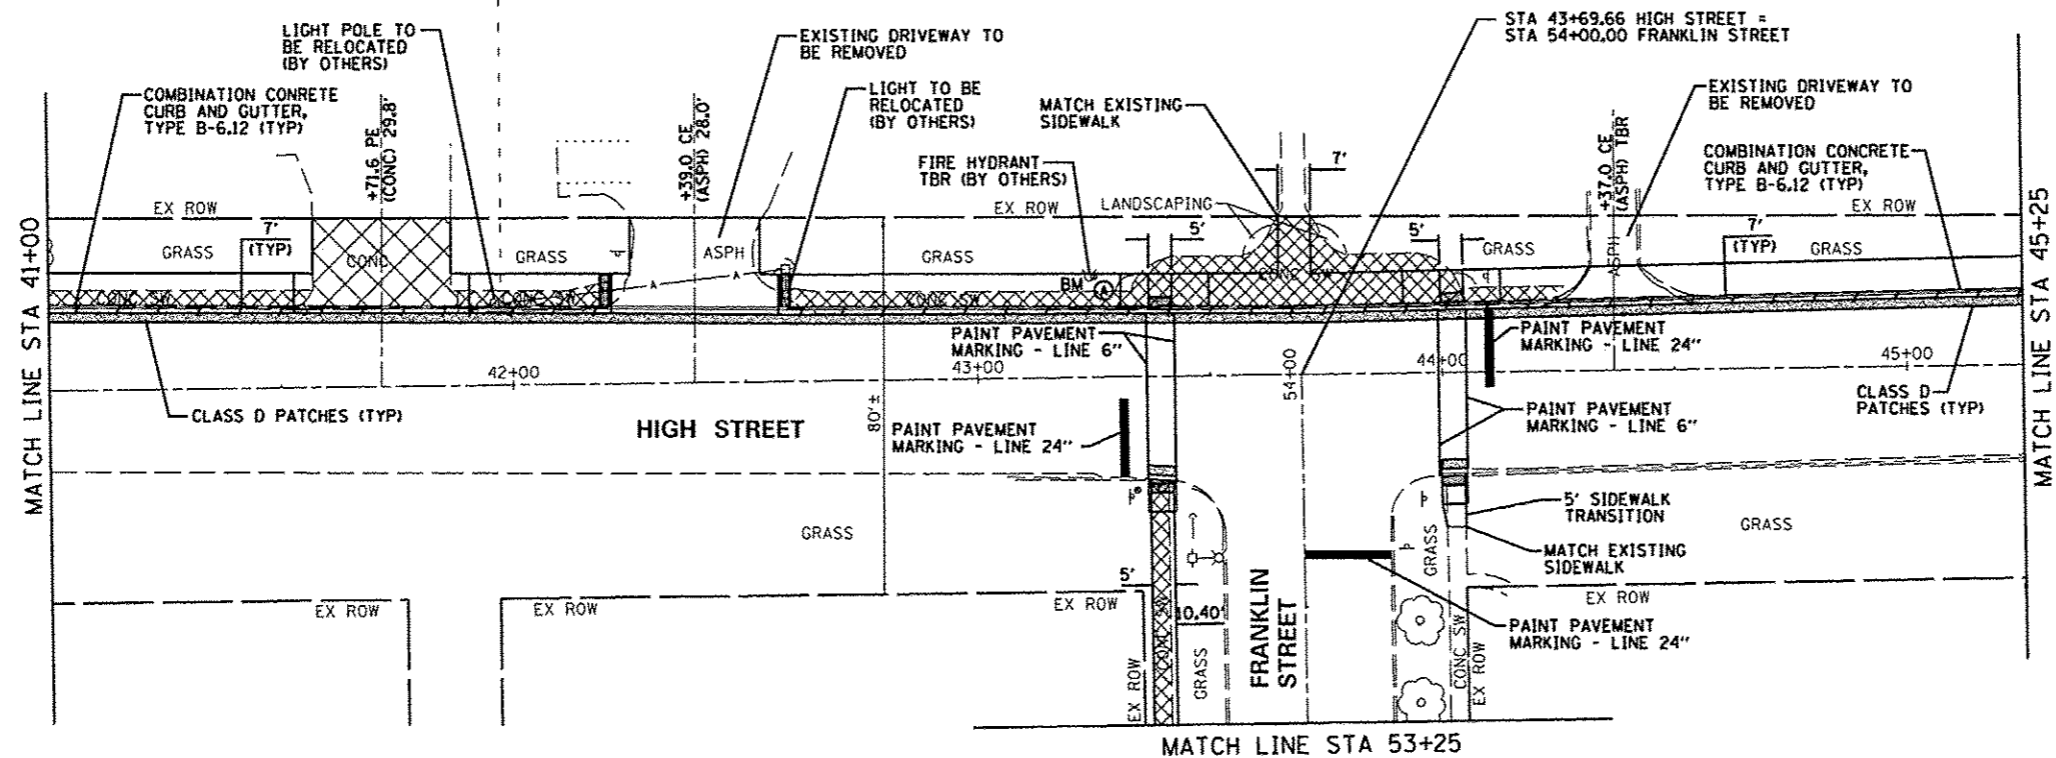 LIGHT POLE TO
BE RELOCATED
(BY OTHERS)
EXISTING DRIVEWAY TO
BE REMOVED
STA 43+69.66 HIGH STREET =
STA 54+00.00 FRANKLIN STREET
COMBINATION CONRETE
CURB AND GUTTER,
TYPE B-6.12 (TYP)
+71.6 PE
(CONC) 29.8'
+39.0 CE
(ASPH) 28.0'
LIGHT TO BE
RELOCATED
(BY OTHERS)
MATCH EXISTING
SIDEWALK
FIRE HYDRANT
TBR (BY OTHERS)
7'
+37.0 CE
(ASPH) TBR
EXISTING DRIVEWAY TO
BE REMOVED
COMBINATION CONCRETE
CURB AND GUTTER,
TYPE B-6.12 (TYP)
EX ROW
EX ROW
LANDSCAPING
EX ROW
MATCH LINE STA 41+00
GRASS
7'
(TYP)
CONC
GRASS
ASPH
GRASS
5'
5'
GRASS
ASPH
7'
(TYP)
GRASS
MATCH LINE STA 45+25
CONC SW
CONC SW
A
A
CONC SW
BM
A
CONC SW
PAINT PAVEMENT
MARKING - LINE 6"
PAINT PAVEMENT
MARKING - LINE 24"
42+00
43+00
54+00
44+00
45+00
CLASS D PATCHES (TYP)
HIGH STREET
80' ±
PAINT PAVEMENT
MARKING - LINE 24"
PAINT PAVEMENT
MARKING - LINE 6"
CLASS D
PATCHES (TYP)
GRASS
5' SIDEWALK
TRANSITION
GRASS
GRASS
MATCH EXISTING
SIDEWALK
5'
EX ROW
EX ROW
EX ROW
10.40'
FRANKLIN
STREET
EX ROW
PAINT PAVEMENT
MARKING - LINE 24"
EX ROW
GRASS
CONC SW
EX ROW
MATCH LINE STA 53+25